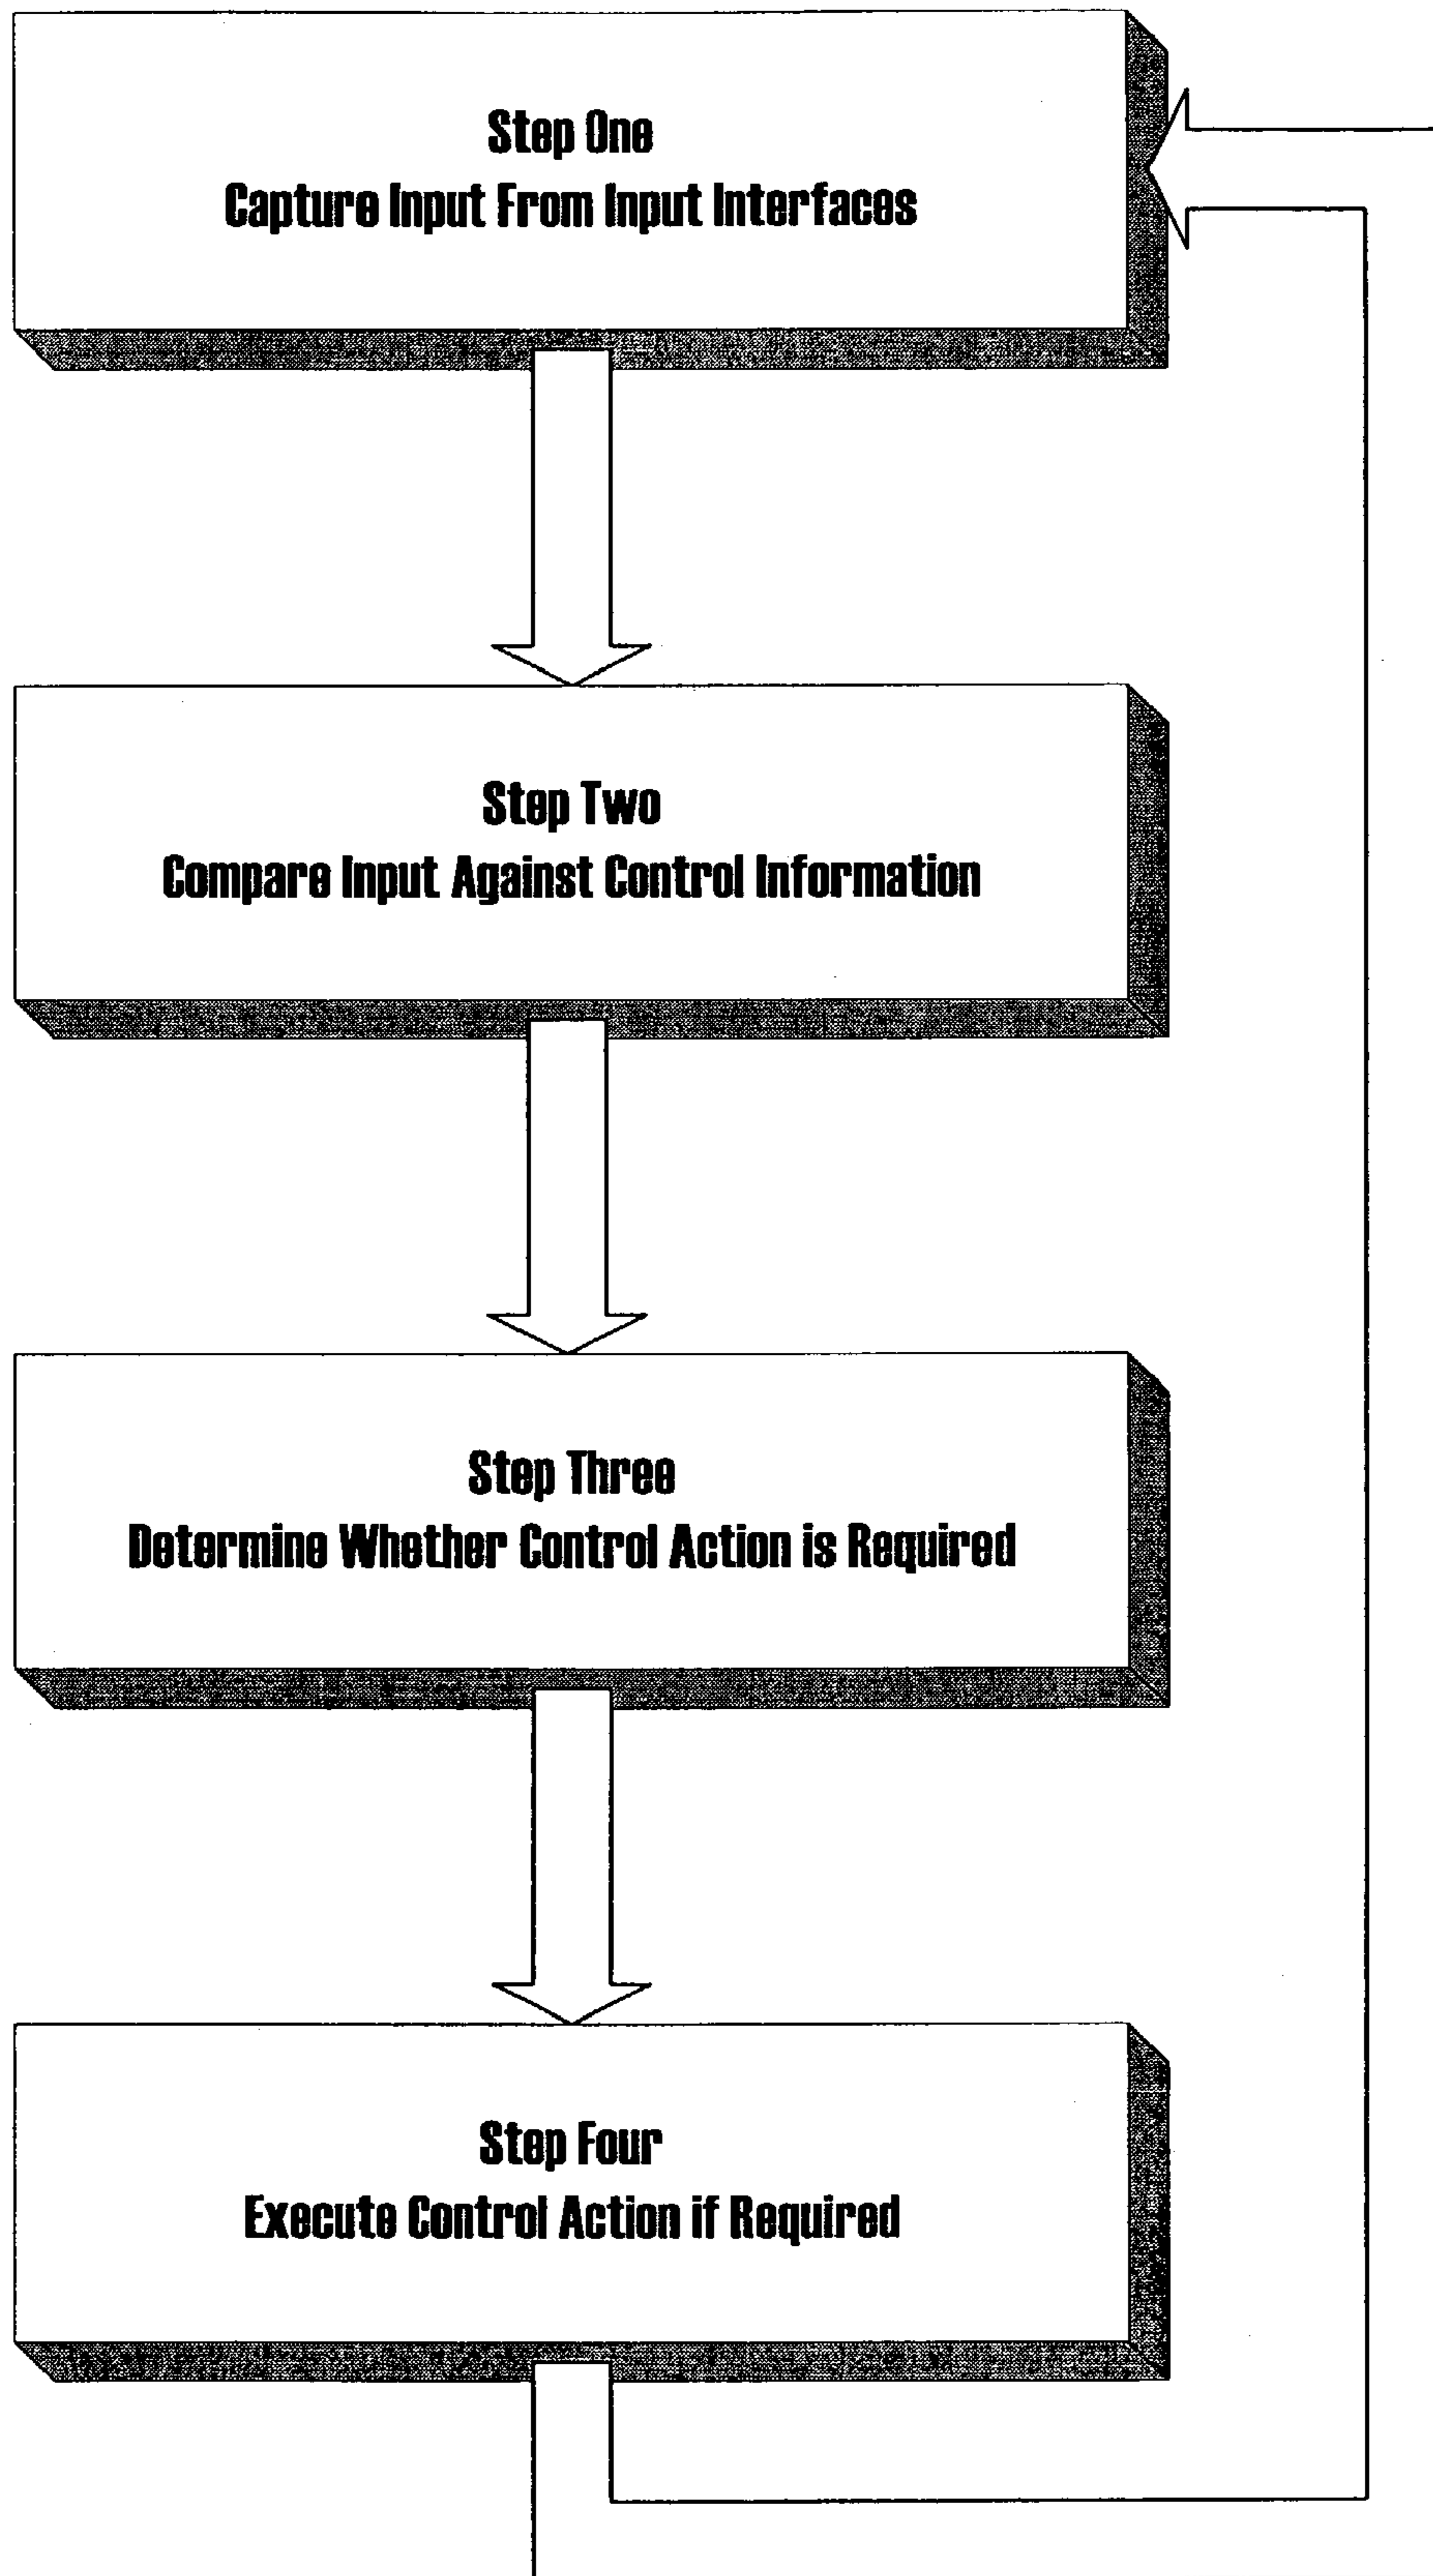 Step One
Capture Input From Input Interfaces
Step Two
Compare Input Against Control Information
Step Three
Determine Whether Control Action is Required
Step Four
Execute Control Action if Required